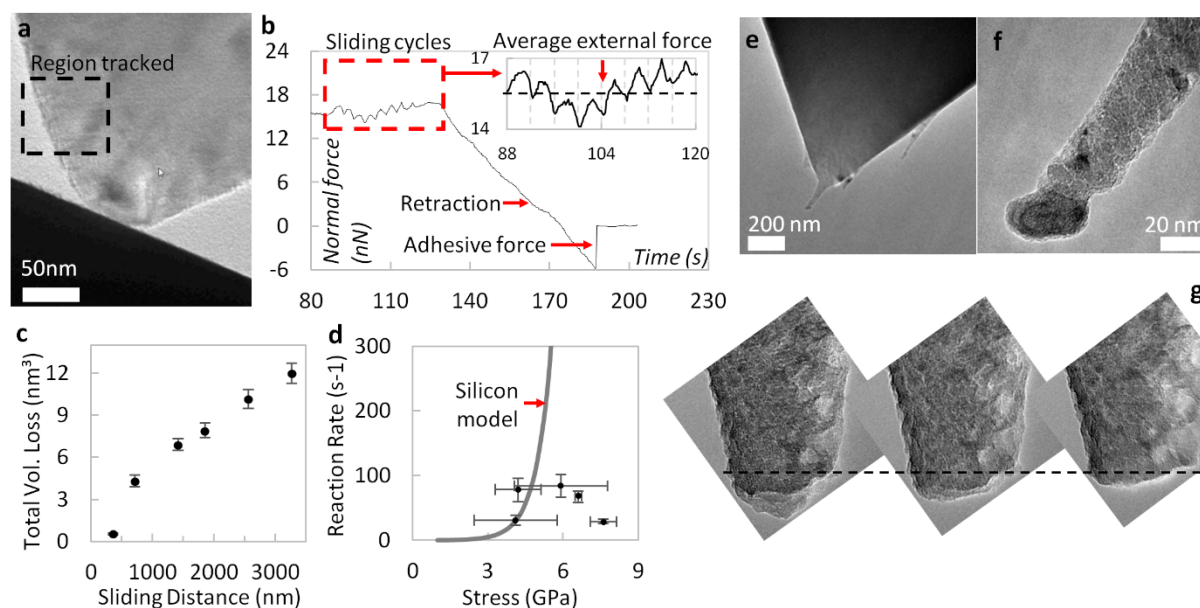 a
Region tracked
50nm
b
Sliding cycles
Average external force
24
18
12
6
0
-6
17
14
88
104
120
Normal force
(nN)
Retraction
Adhesive force
Time (s)
80
110
140
170
200
230
c
Total Vol. Loss (nm³)
12
9
6
3
0
0
1000
2000
3000
Sliding Distance (nm)
d
Reaction Rate (s-1)
300
200
100
0
Silicon
model
0
3
6
9
Stress (GPa)
e
200 nm
f
20 nm
g